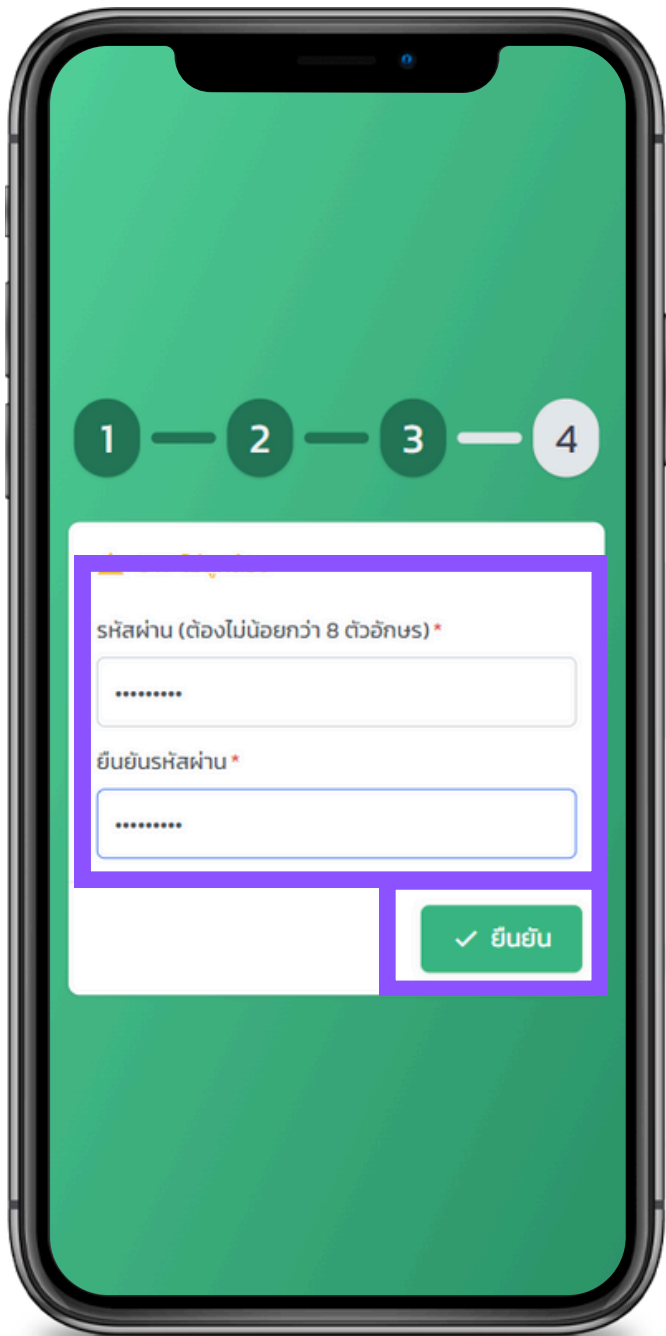 1 2 3 4
รหัสผ่าน (ต้องไม่น้อยกว่า 8 ตัวอักษร) *
•••••••••
ยืนยันรหัสผ่าน *
•••••••••
ยืนยัน